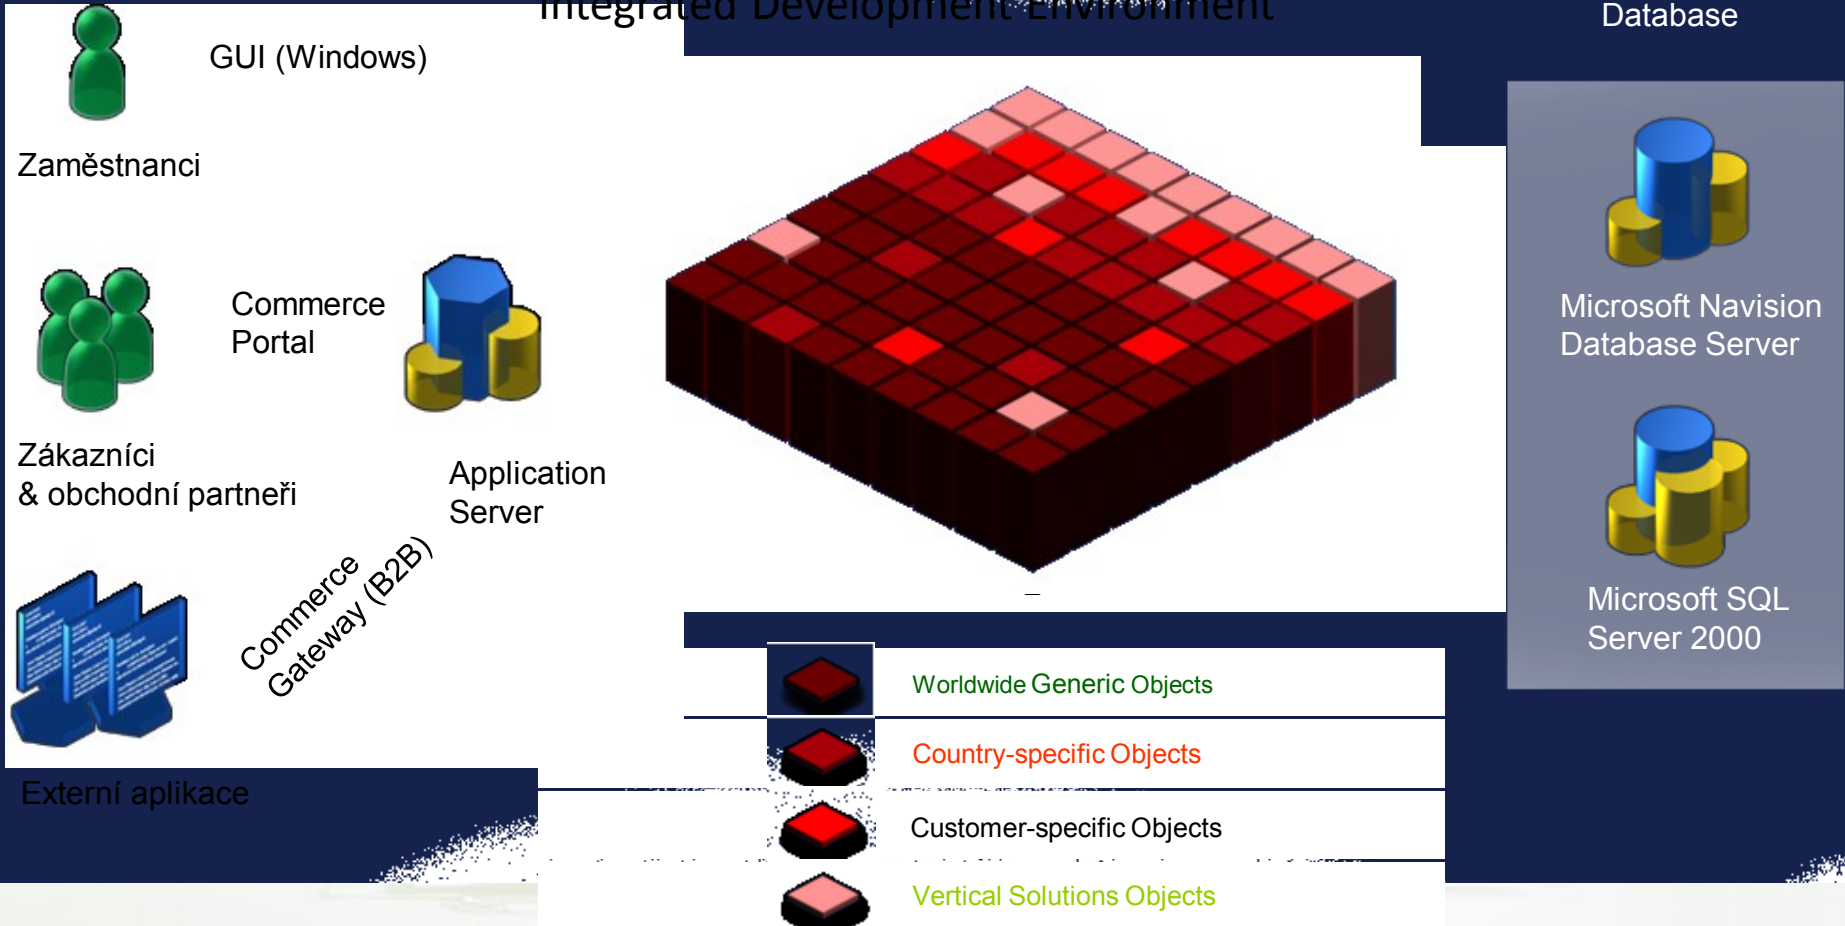 Integrated Development Environment
Database
GUI (Windows)
Zaměstnanci
Commerce
Portal
Zákazníci
& obchodní partneři
Application
Server
Commerce
Gateway (B2B)
Externí aplikace
Microsoft Navision
Database Server
Microsoft SQL
Server 2000
Worldwide Generic Objects
Country-specific Objects
Customer-specific Objects
Vertical Solutions Objects